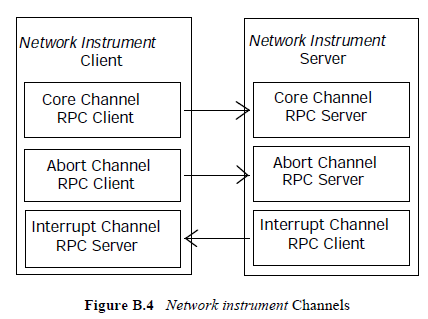 Network Instrument
Client
Network Instrument
Server
Core Channel
RPC Client
Core Channel
RPC Server
Abort Channel
RPC Client
Abort Channel
RPC Server
Interrupt Channel
RPC Server
Interrupt Channel
RPC Client
Figure B.4 Network instrument Channels